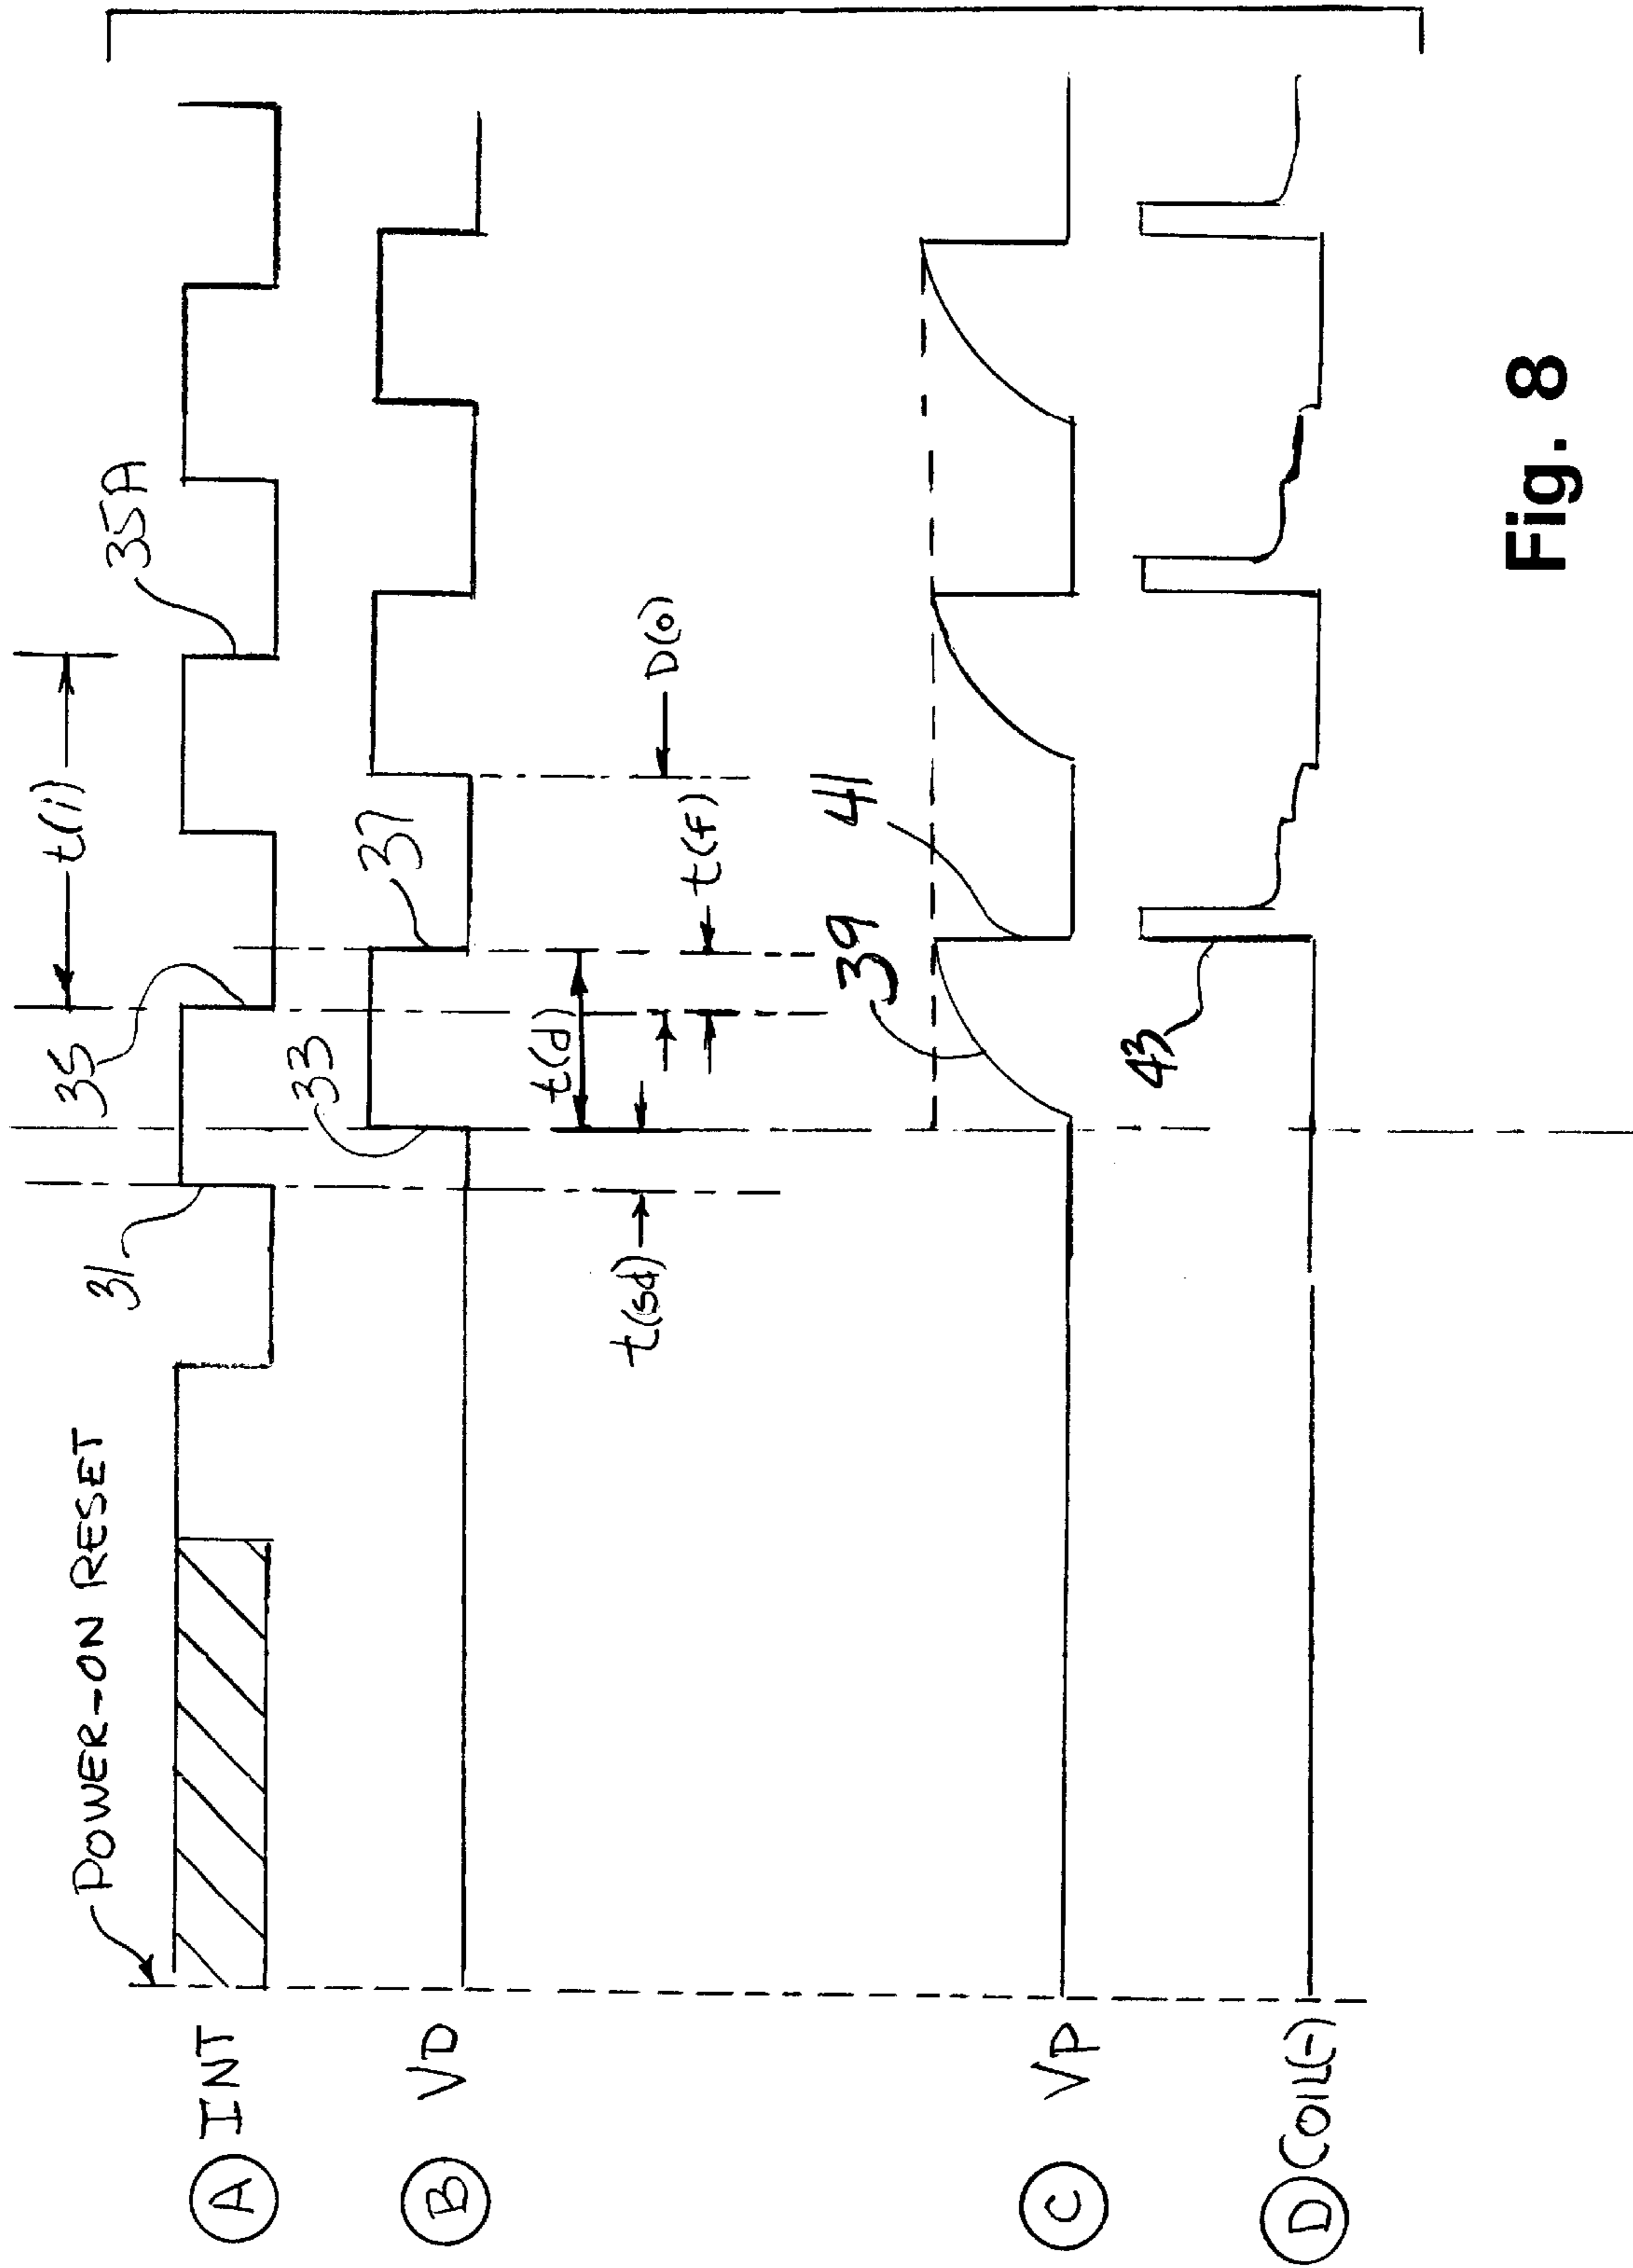 POWER-ON RESET
31
35
t(i)
35A
A INT
33
37
B VD
t(sd)
t(d)
t(f)
D(o)
39
41
C VP
43
D COIL(-)
Fig. 8